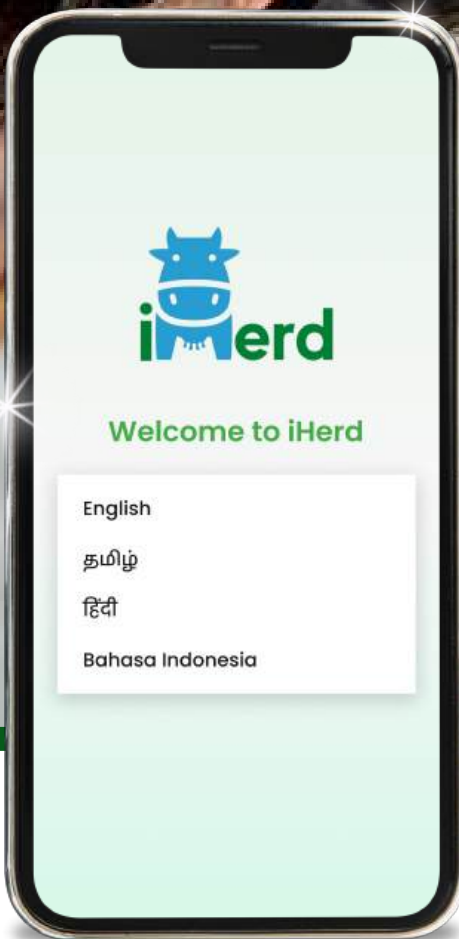 iHerd
Welcome to iHerd
English
தமிழ்
हिंदी
Bahasa Indonesia